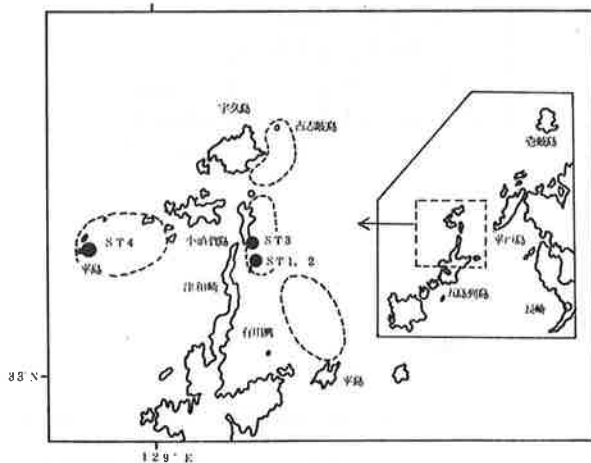 宇久島
古志岐島
壱岐島
小値賀島
ST3
平戸島
ST4
ST1, 2
平島
津和崎
五島列島
長崎
有川湾
33°N
平島
129°E